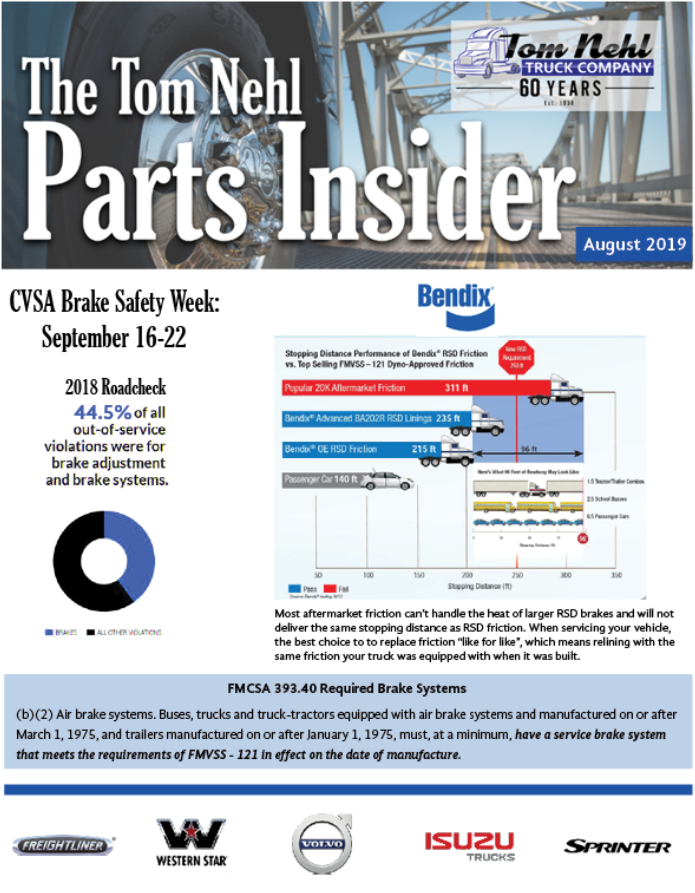 The Tom Nehl
Parts Insider
Tom Nehl
TRUCK COMPANY
60 YEARS
EST. 1959
August 2019
CVSA Brake Safety Week:
September 16-22
2018 Roadcheck
44.5% of all
out-of-service
violations were for
brake adjustment
and brake systems.
BRAKES
ALL OTHER VIOLATIONS
Bendix
Stopping Distance Performance of Bendix® RSD Friction
vs. Top Selling FMVSS–121 Dyno-Approved Friction
New RSD
Requirement
250 ft
Popular 20K Aftermarket Friction 311 ft
Bendix® Advanced BA202R RSD Linings 235 ft
Bendix® OE RSD Friction 215 ft
96 ft
Passenger Car 140 ft
Here's What 96 Feet of Roadway May Look Like
1.5 Tractor/Trailer Combos
2.5 School Buses
6.5 Passenger Cars
Stopping Distance (ft)
96'
50 100 150 200 250 300 350
Stopping Distance (ft)
Pass Fail
Most aftermarket friction can't handle the heat of larger RSD brakes and will not
deliver the same stopping distance as RSD friction. When servicing your vehicle,
the best choice to to replace friction "like for like", which means relining with the
same friction your truck was equipped with when it was built.
FMCSA 393.40 Required Brake Systems
(b)(2) Air brake systems. Buses, trucks and truck-tractors equipped with air brake systems and manufactured on or after
March 1, 1975, and trailers manufactured on or after January 1, 1975, must, at a minimum, have a service brake system
that meets the requirements of FMVSS - 121 in effect on the date of manufacture.
FREIGHTLINER
WESTERN STAR
VOLVO
ISUZU
TRUCKS
SPRINTER